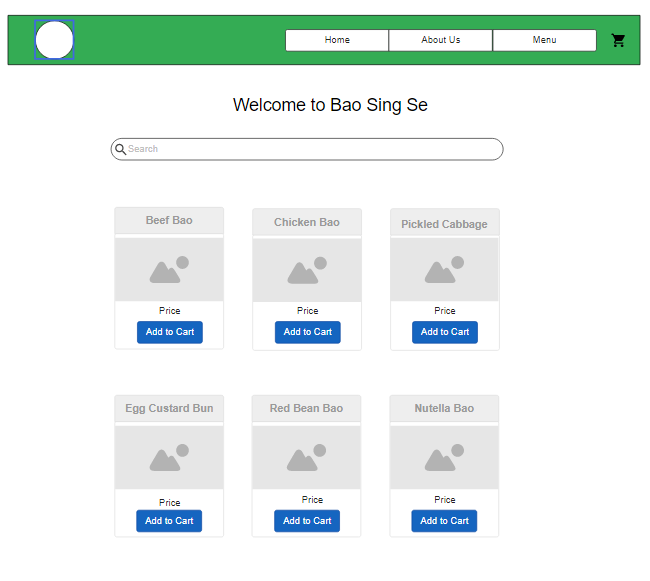 Home About Us Menu
Welcome to Bao Sing Se
Search
Beef Bao Chicken Bao Pickled Cabbage
Price Price Price
Add to Cart Add to Cart Add to Cart
Egg Custard Bun Red Bean Bao Nutella Bao
Price Price Price
Add to Cart Add to Cart Add to Cart